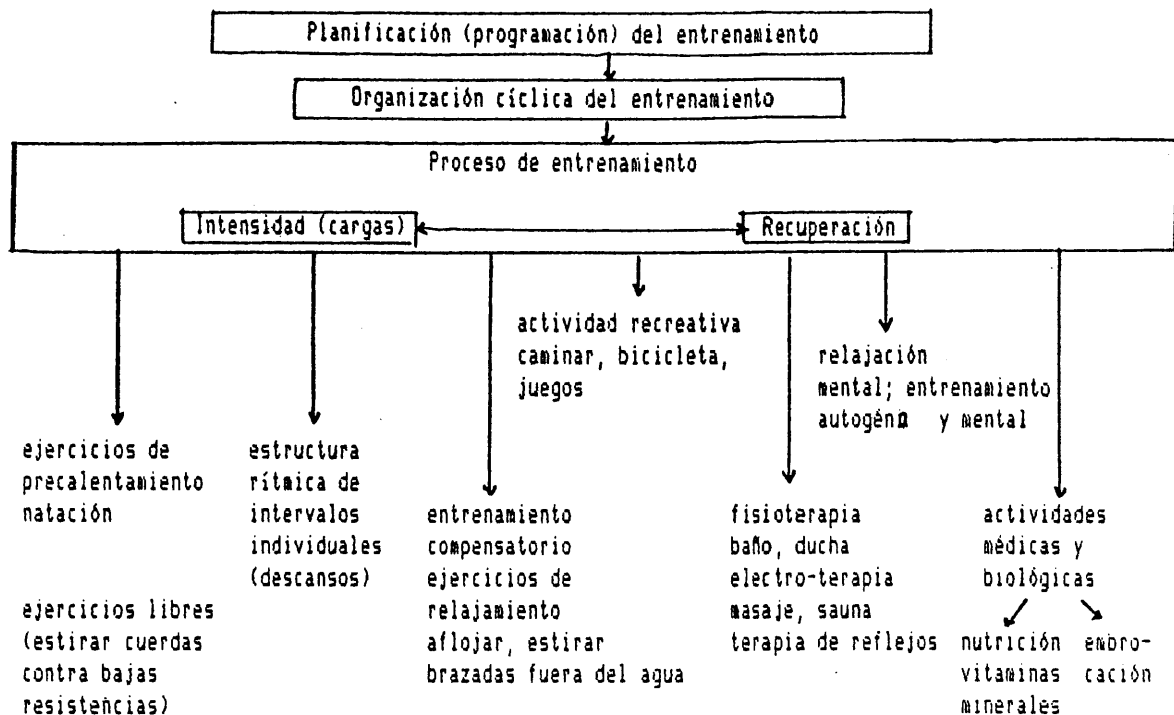 Planificación (programación) del entrenamiento
Organización cíclica del entrenamiento
Proceso de entrenamiento
Intensidad (cargas)
Recuperación
actividad recreativa
caminar, bicicleta,
juegos
relajación
mental; entrenamiento
autogéna y mental
ejercicios de
precalentamiento
natación
ejercicios libres
(estirar cuerdas
contra bajas
resistencias)
estructura
rítmica de
intervalos
individuales
(descansos)
entrenamiento
compensatorio
ejercicios de
relajamiento
aflojar, estirar
brazadas fuera del agua
fisioterapia
baño, ducha
electro-terapia
masaje, sauna
terapia de reflejos
actividades
médicas y
biológicas
nutrición
vitaminas
minerales
embro-
cación